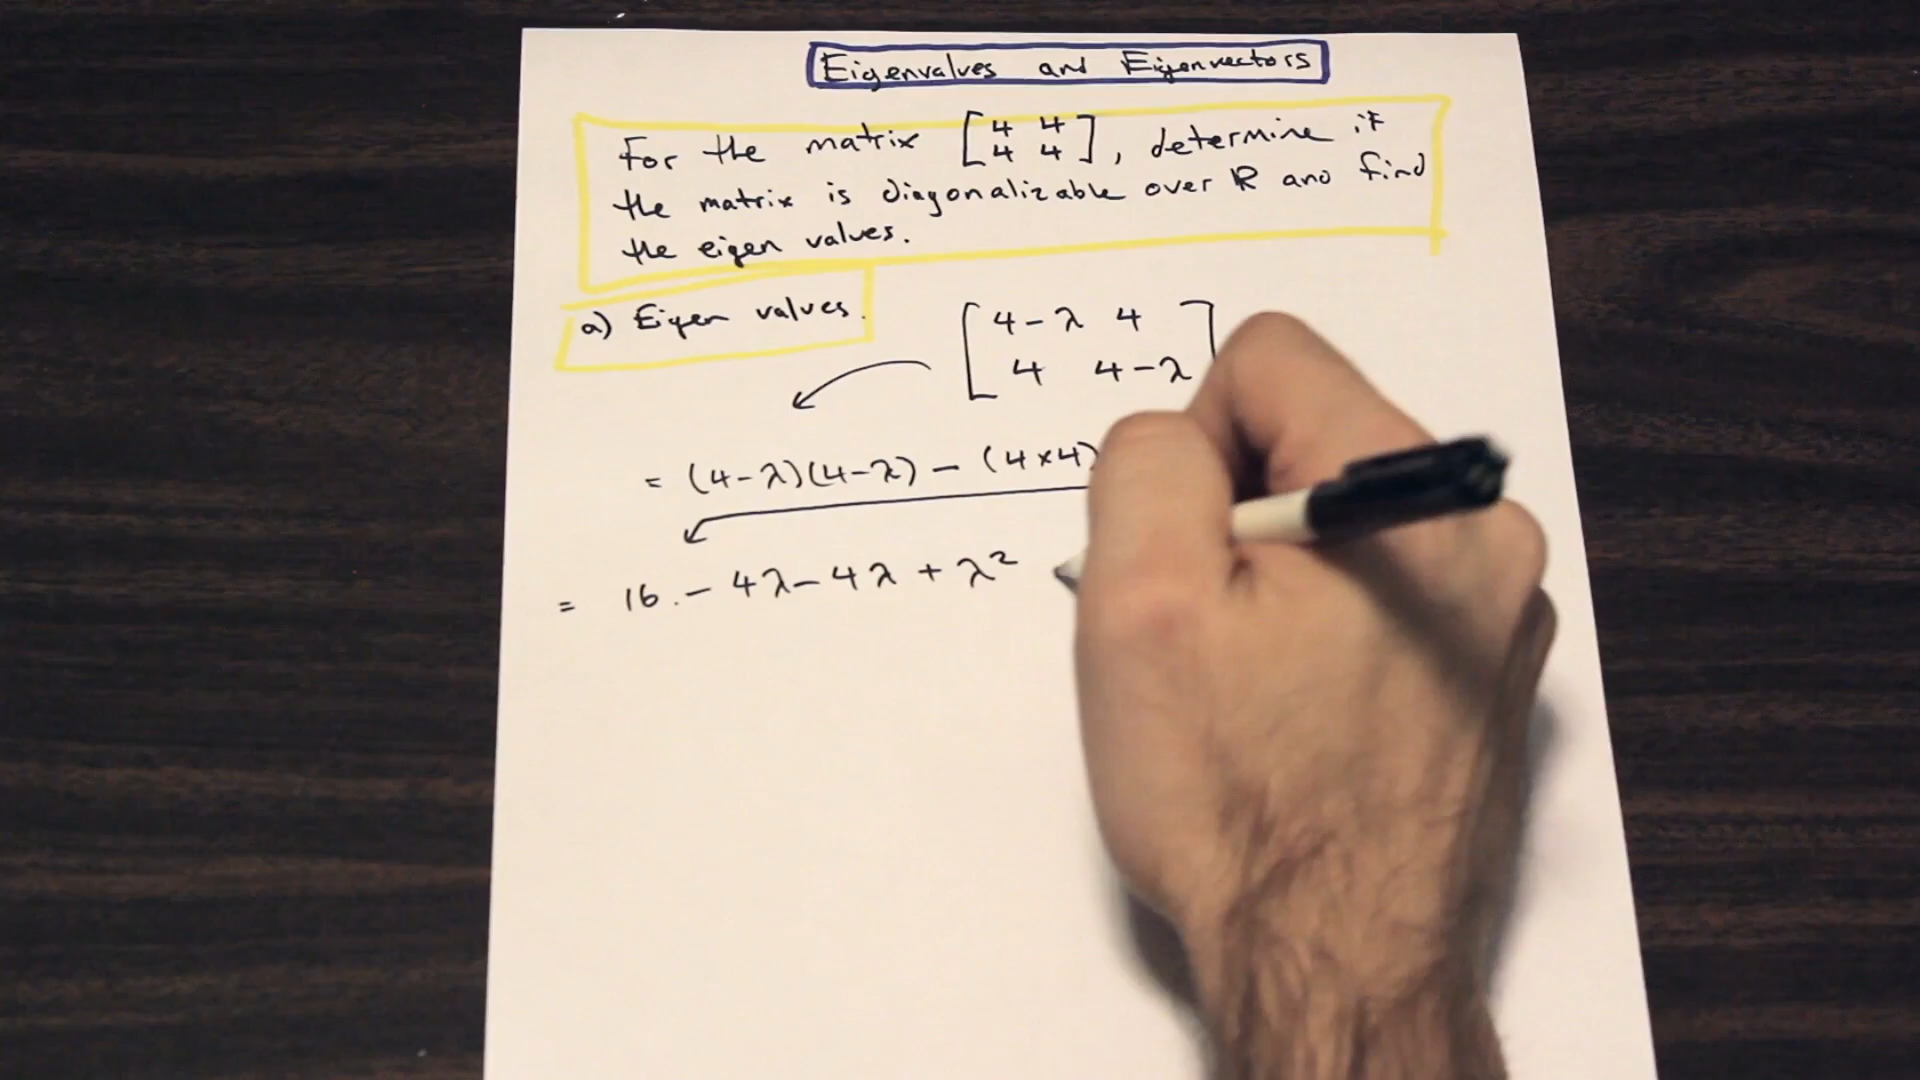 Eigenvalues and Eigenvectors
For the matrix [4 4], determine if
[4 4]
the matrix is diagonalizable over ℝ and find
the eigen values.
a) Eigen values.
[4-λ 4]
[4 4-λ]
= (4-λ)(4-λ) - (4×4)
= 16 - 4λ - 4λ + λ²